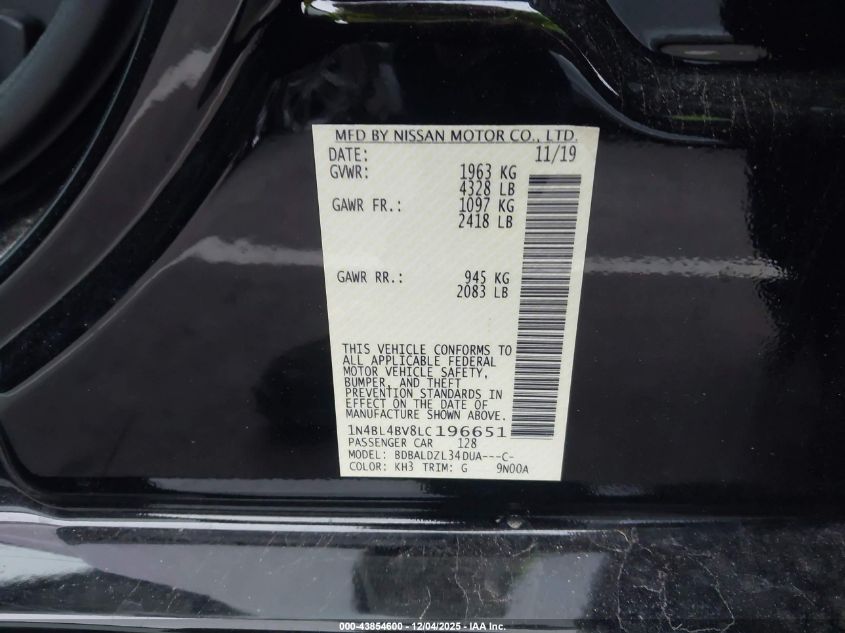 MFD BY NISSAN MOTOR CO., LTD.
DATE: 11/19
GVWR: 1963 KG
4328 LB
GAWR FR.: 1097 KG
2418 LB
GAWR RR.: 945 KG
2083 LB
THIS VEHICLE CONFORMS TO
ALL APPLICABLE FEDERAL
MOTOR VEHICLE SAFETY,
BUMPER, AND THEFT
PREVENTION STANDARDS IN
EFFECT ON THE DATE OF
MANUFACTURE SHOWN ABOVE.
1N4BL4BV8LC196651
PASSENGER CAR 128
MODEL: BDBALDZL34DUA---C-
COLOR: KH3 TRIM: G 9N00A
000-43854600 - 12/04/2025 - IAA Inc.